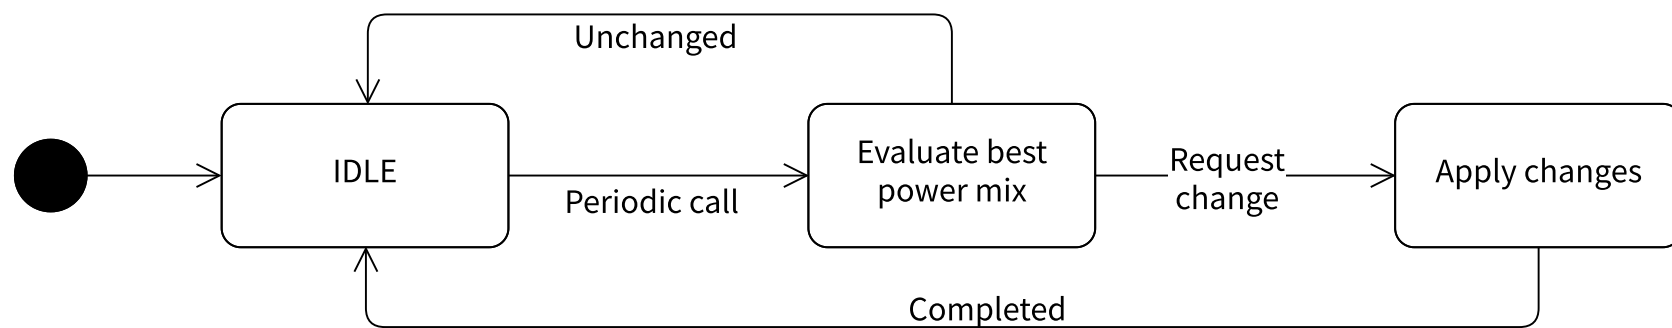 Unchanged
IDLE
Periodic call
Evaluate best
power mix
Request
change
Apply changes
Completed